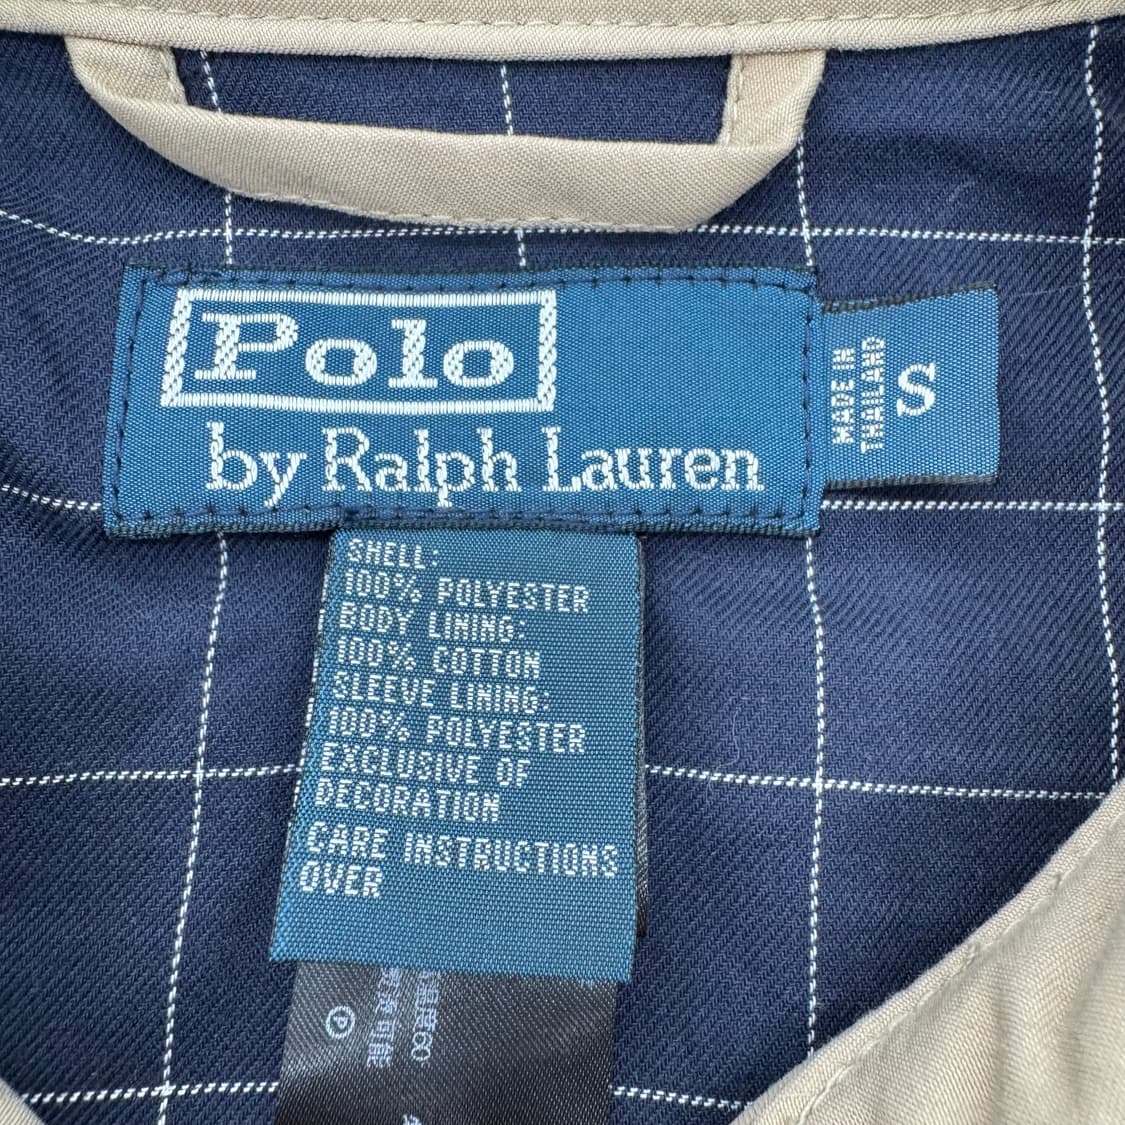 Polo
by Ralph Lauren
MADE IN
THAILAND
S
SHELL:
100% POLYESTER
BODY LINING:
100% COTTON
SLEEVE LINING:
100% POLYESTER
EXCLUSIVE OF
DECORATION
CARE INSTRUCTIONS
OVER
P